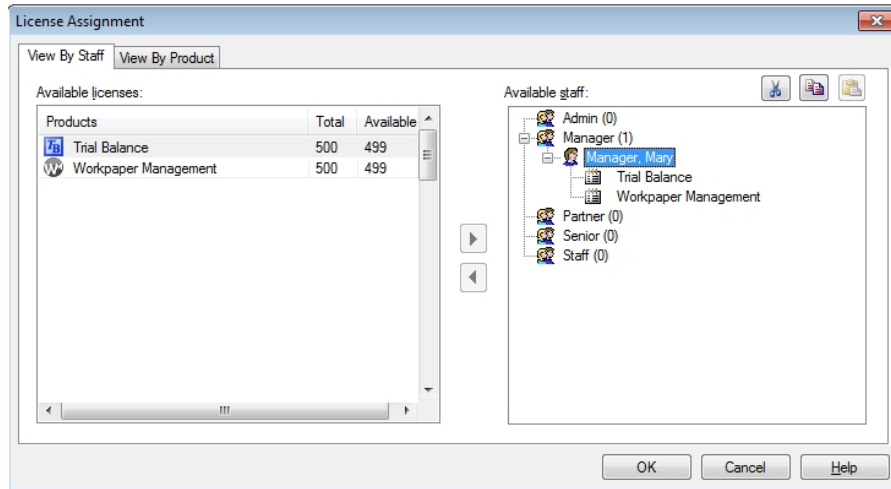 License Assignment
View By Staff
View By Product
Available licenses:
Products Total Available
TB Trial Balance 500 499
W Workpaper Management 500 499
Available staff:
Admin (0)
Manager (1)
Manager, Mary
Trial Balance
Workpaper Management
Partner (0)
Senior (0)
Staff (0)
OK
Cancel
Help